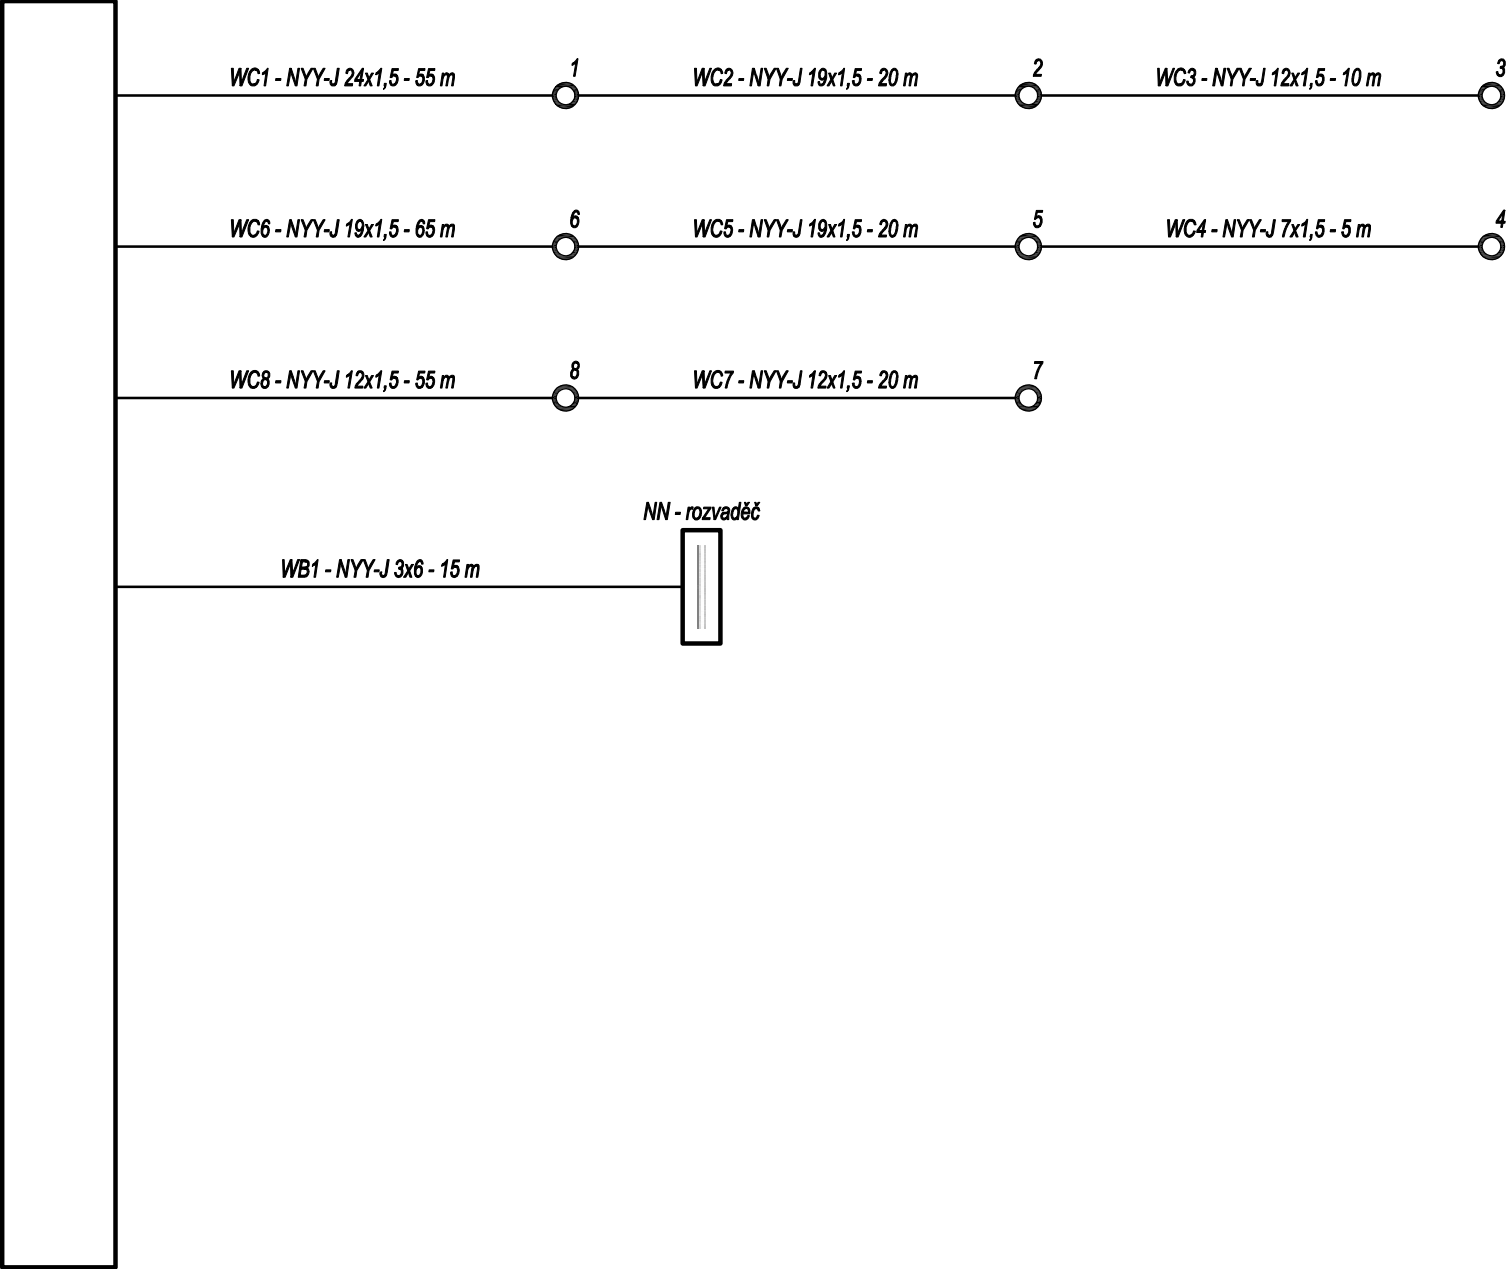 1
2
3
WC1 - NYY-J 24x1,5 - 55 m
WC2 - NYY-J 19x1,5 - 20 m
WC3 - NYY-J 12x1,5 - 10 m
6
5
4
WC6 - NYY-J 19x1,5 - 65 m
WC5 - NYY-J 19x1,5 - 20 m
WC4 - NYY-J 7x1,5 - 5 m
8
7
WC8 - NYY-J 12x1,5 - 55 m
WC7 - NYY-J 12x1,5 - 20 m
NN - rozvaděč
WB1 - NYY-J 3x6 - 15 m